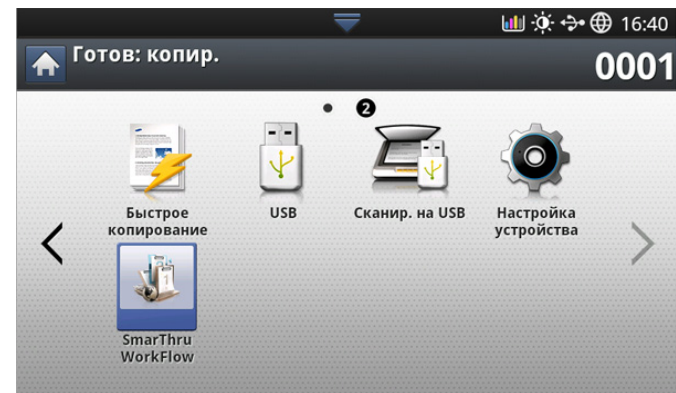 16:40
Готов: копир.
0001
2
Быстрое
копирование
USB
Сканир. на USB
Настройка
устройства
SmarThru
WorkFlow